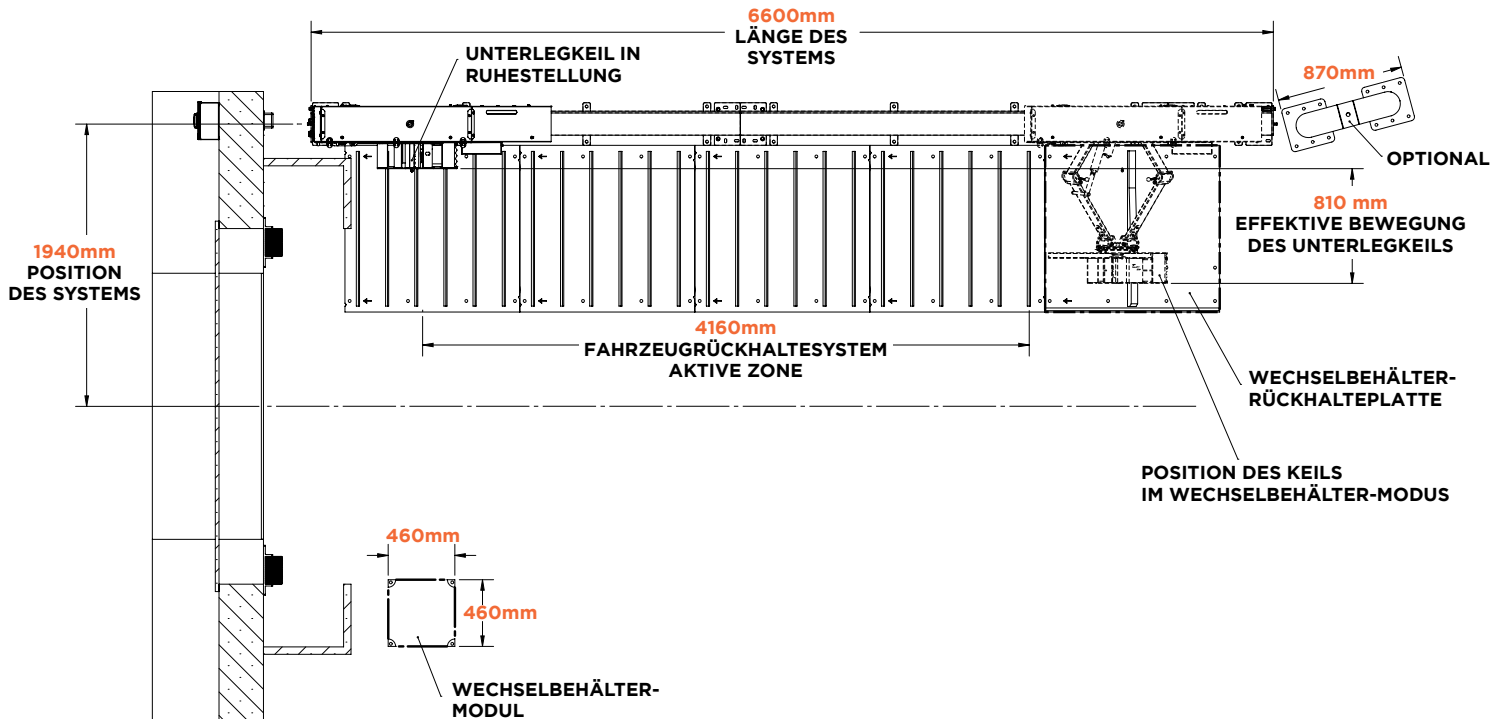 6600mm
LÄNGE DES
SYSTEMS
UNTERLEGKEIL IN
RUHESTELLUNG
870mm
OPTIONAL
810 mm
EFFEKTIVE BEWEGUNG
DES UNTERLEGKEILS
1940mm
POSITION
DES SYSTEMS
4160mm
FAHRZEUGRÜCKHALTESYSTEM
AKTIVE ZONE
WECHSELBEHÄLTER-
RÜCKHALTEPLATTE
POSITION DES KEILS
IM WECHSELBEHÄLTER-MODUS
460mm
460mm
WECHSELBEHÄLTER-
MODUL